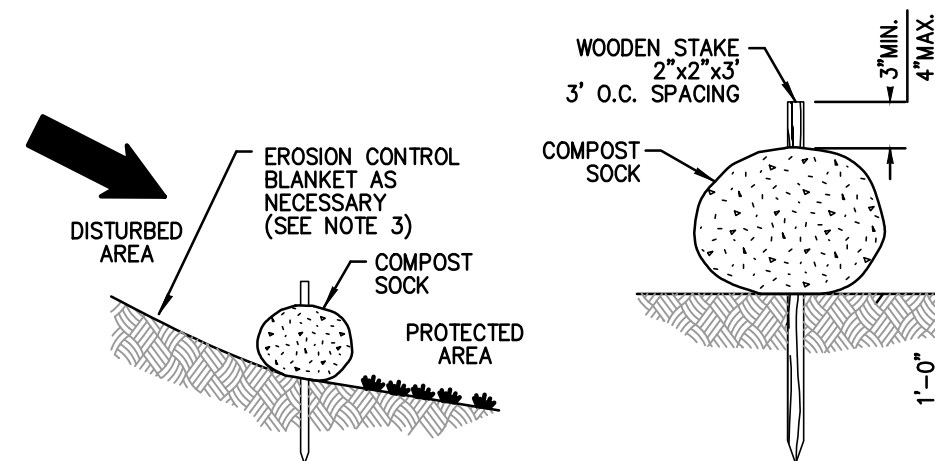 DISTURBED
AREA
EROSION CONTROL
BLANKET AS
NECESSARY
(SEE NOTE 3)
COMPOST
SOCK
PROTECTED
AREA
WOODEN STAKE
2"x2"x3'
3' O.C. SPACING
COMPOST
SOCK
3"MIN.
4"MAX.
1'-0"